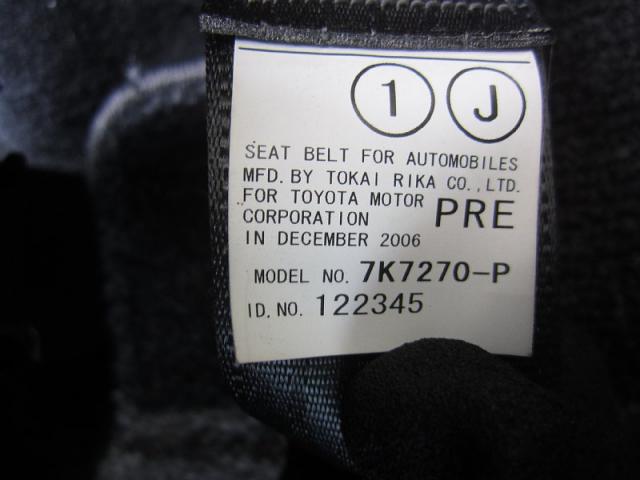 1 J
SEAT BELT FOR AUTOMOBILES
MFD. BY TOKAI RIKA CO., LTD.
FOR TOYOTA MOTOR
CORPORATION PRE
IN DECEMBER 2006
MODEL NO. 7K7270-P
ID. NO. 122345